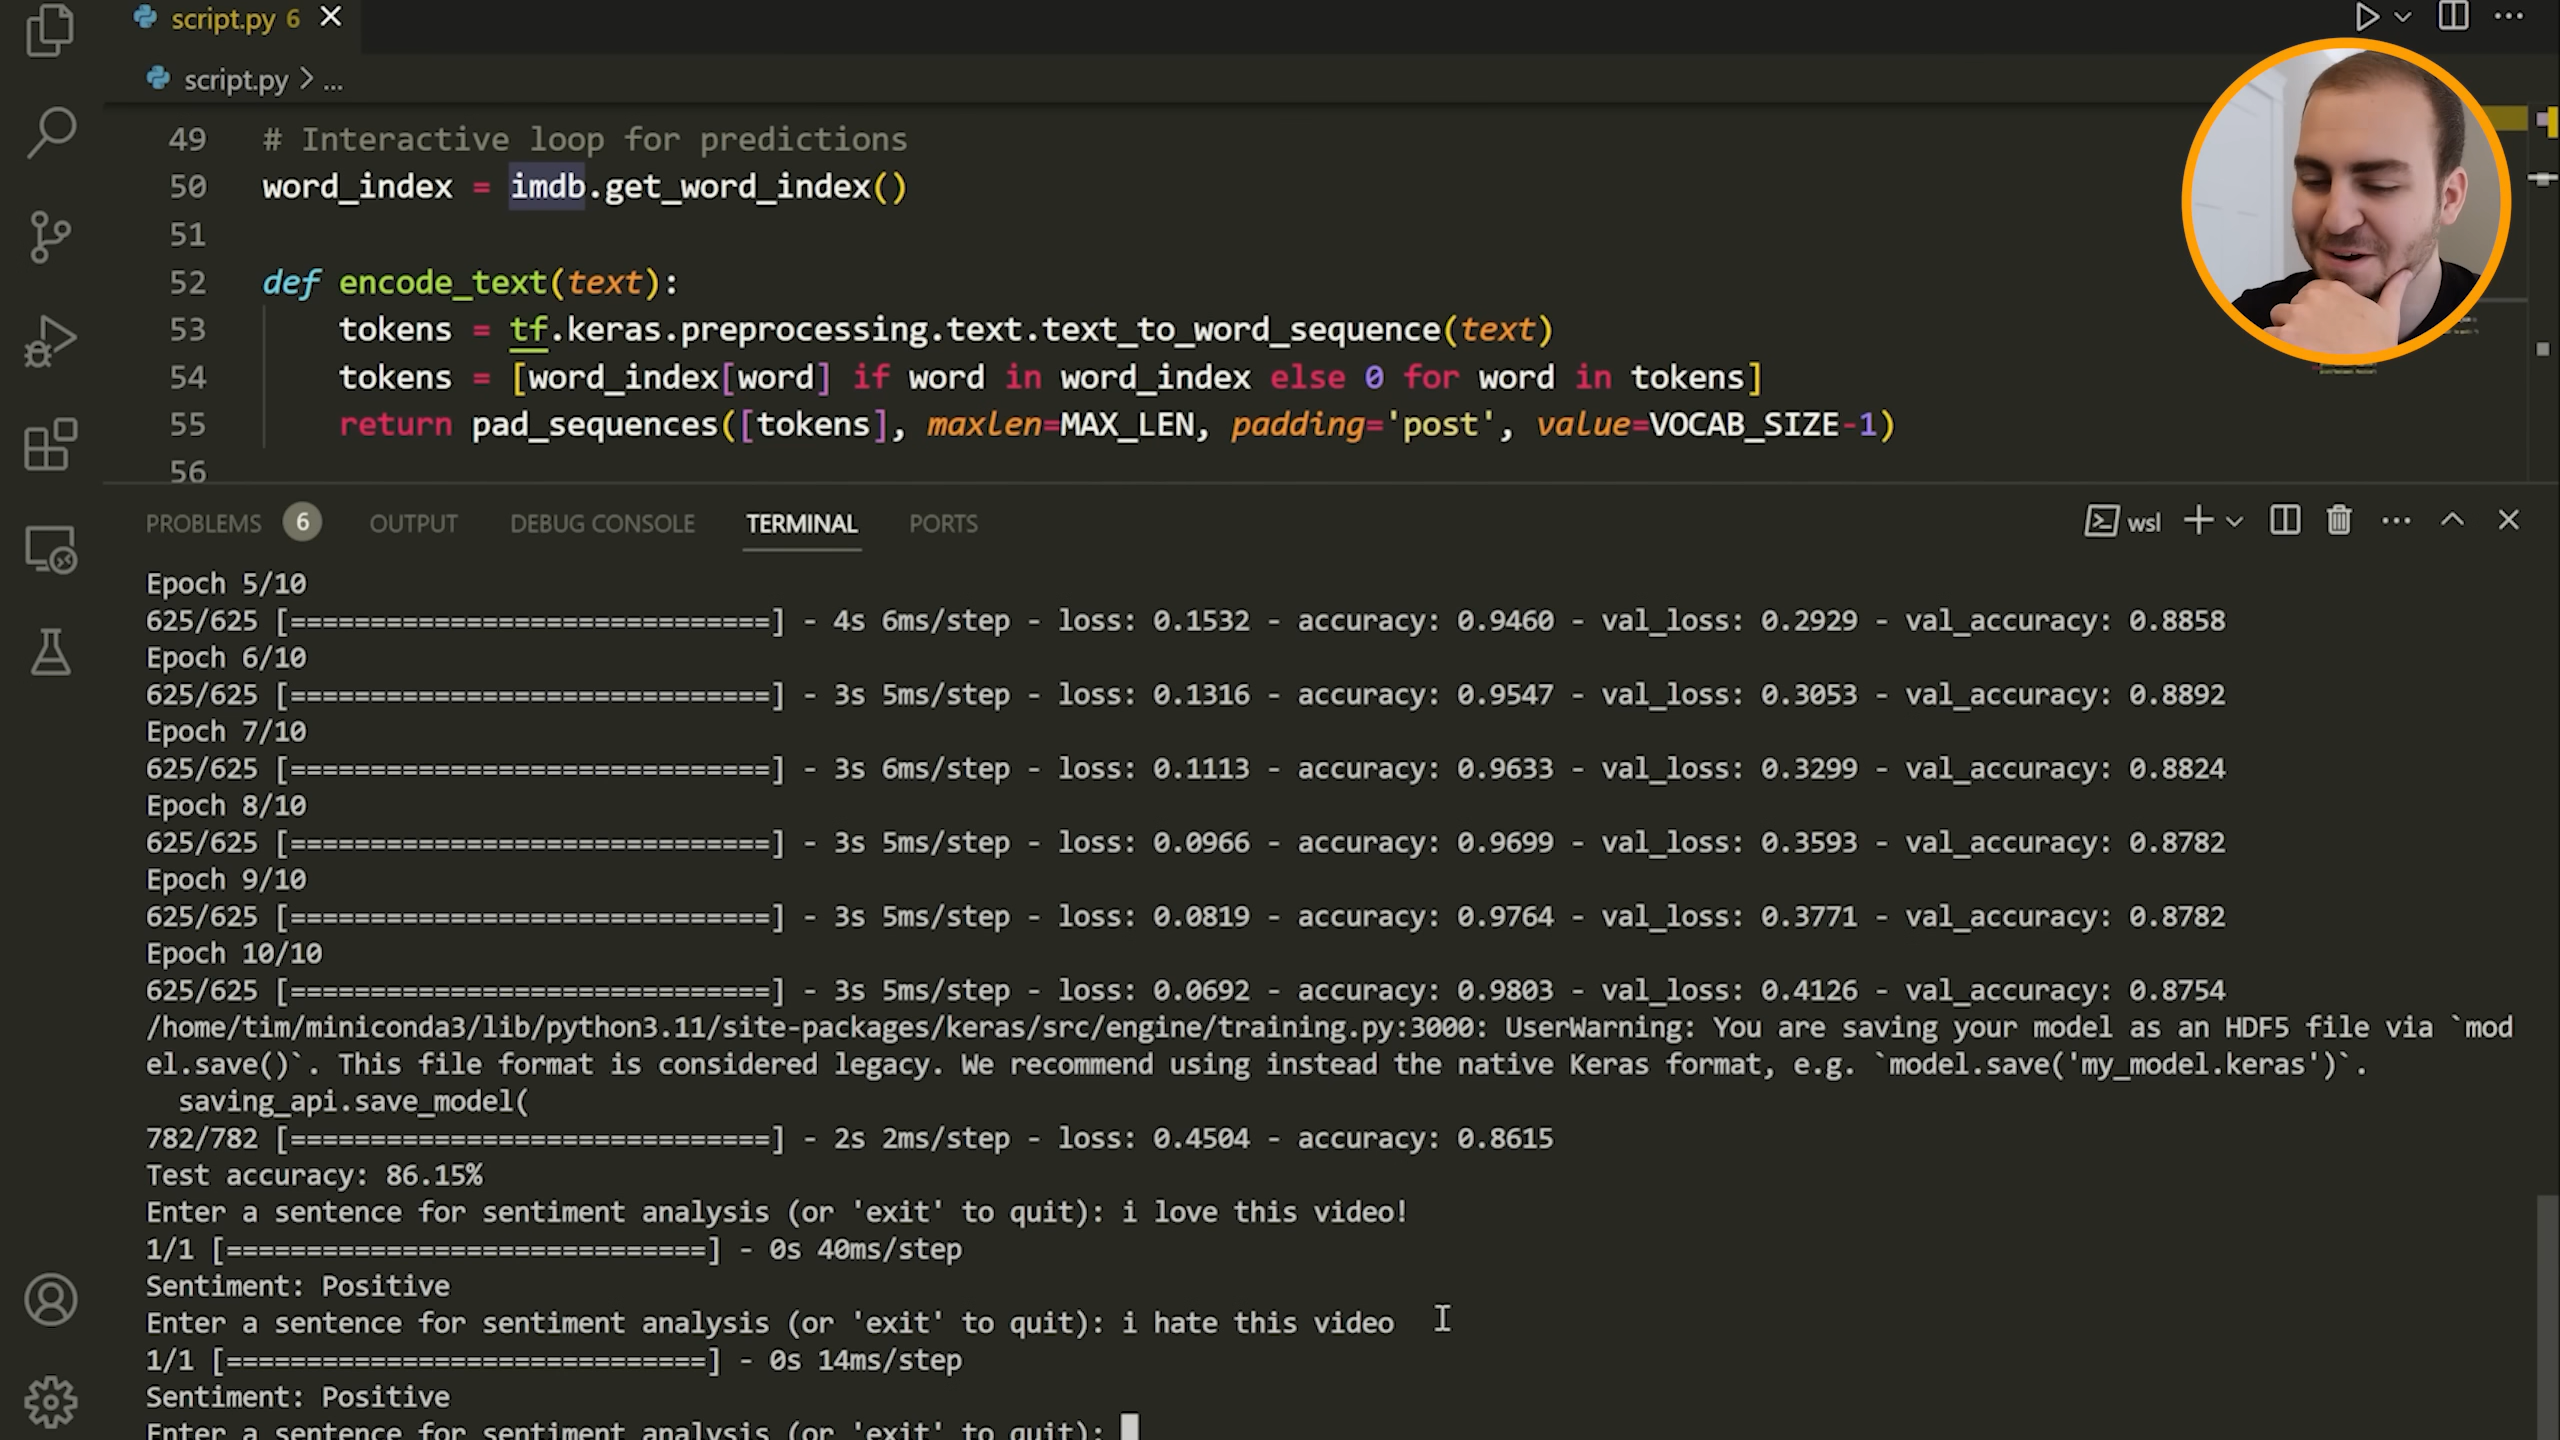 script.py 6
script.py > ...
49 # Interactive loop for predictions
50 word_index = imdb.get_word_index()
51
52 def encode_text(text):
53 tokens = tf.keras.preprocessing.text.text_to_word_sequence(text)
54 tokens = [word_index[word] if word in word_index else 0 for word in tokens]
55 return pad_sequences([tokens], maxlen=MAX_LEN, padding='post', value=VOCAB_SIZE-1)
56
PROBLEMS 6 OUTPUT DEBUG CONSOLE TERMINAL PORTS wsl
Epoch 5/10
625/625 [==============================] - 4s 6ms/step - loss: 0.1532 - accuracy: 0.9460 - val_loss: 0.2929 - val_accuracy: 0.8858
Epoch 6/10
625/625 [==============================] - 3s 5ms/step - loss: 0.1316 - accuracy: 0.9547 - val_loss: 0.3053 - val_accuracy: 0.8892
Epoch 7/10
625/625 [==============================] - 3s 6ms/step - loss: 0.1113 - accuracy: 0.9633 - val_loss: 0.3299 - val_accuracy: 0.8824
Epoch 8/10
625/625 [==============================] - 3s 5ms/step - loss: 0.0966 - accuracy: 0.9699 - val_loss: 0.3593 - val_accuracy: 0.8782
Epoch 9/10
625/625 [==============================] - 3s 5ms/step - loss: 0.0819 - accuracy: 0.9764 - val_loss: 0.3771 - val_accuracy: 0.8782
Epoch 10/10
625/625 [==============================] - 3s 5ms/step - loss: 0.0692 - accuracy: 0.9803 - val_loss: 0.4126 - val_accuracy: 0.8754
/home/tim/miniconda3/lib/python3.11/site-packages/keras/src/engine/training.py:3000: UserWarning: You are saving your model as an HDF5 file via `mod
el.save()`. This file format is considered legacy. We recommend using instead the native Keras format, e.g. `model.save('my_model.keras')`.
saving_api.save_model(
782/782 [==============================] - 2s 2ms/step - loss: 0.4504 - accuracy: 0.8615
Test accuracy: 86.15%
Enter a sentence for sentiment analysis (or 'exit' to quit): i love this video!
1/1 [==============================] - 0s 40ms/step
Sentiment: Positive
Enter a sentence for sentiment analysis (or 'exit' to quit): i hate this video
1/1 [==============================] - 0s 14ms/step
Sentiment: Positive
Enter a sentence for sentiment analysis (or 'exit' to quit):